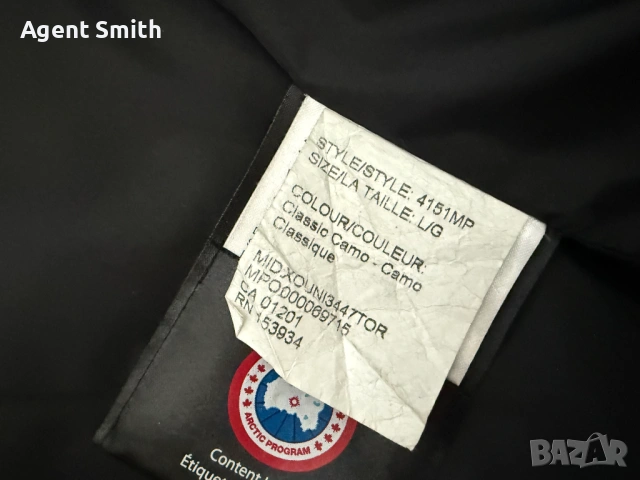 Agent Smith
STYLE/STYLE: 4151MP
SIZE/LA TAILLE: L/G
COLOUR/COULEUR:
Classic Camo - Camo
Classique
MID:XOUNI3447TOR
MPO000069715
CA 01201
RN 153934
ARCTIC PROGRAM
Content
Étique
BAZAR